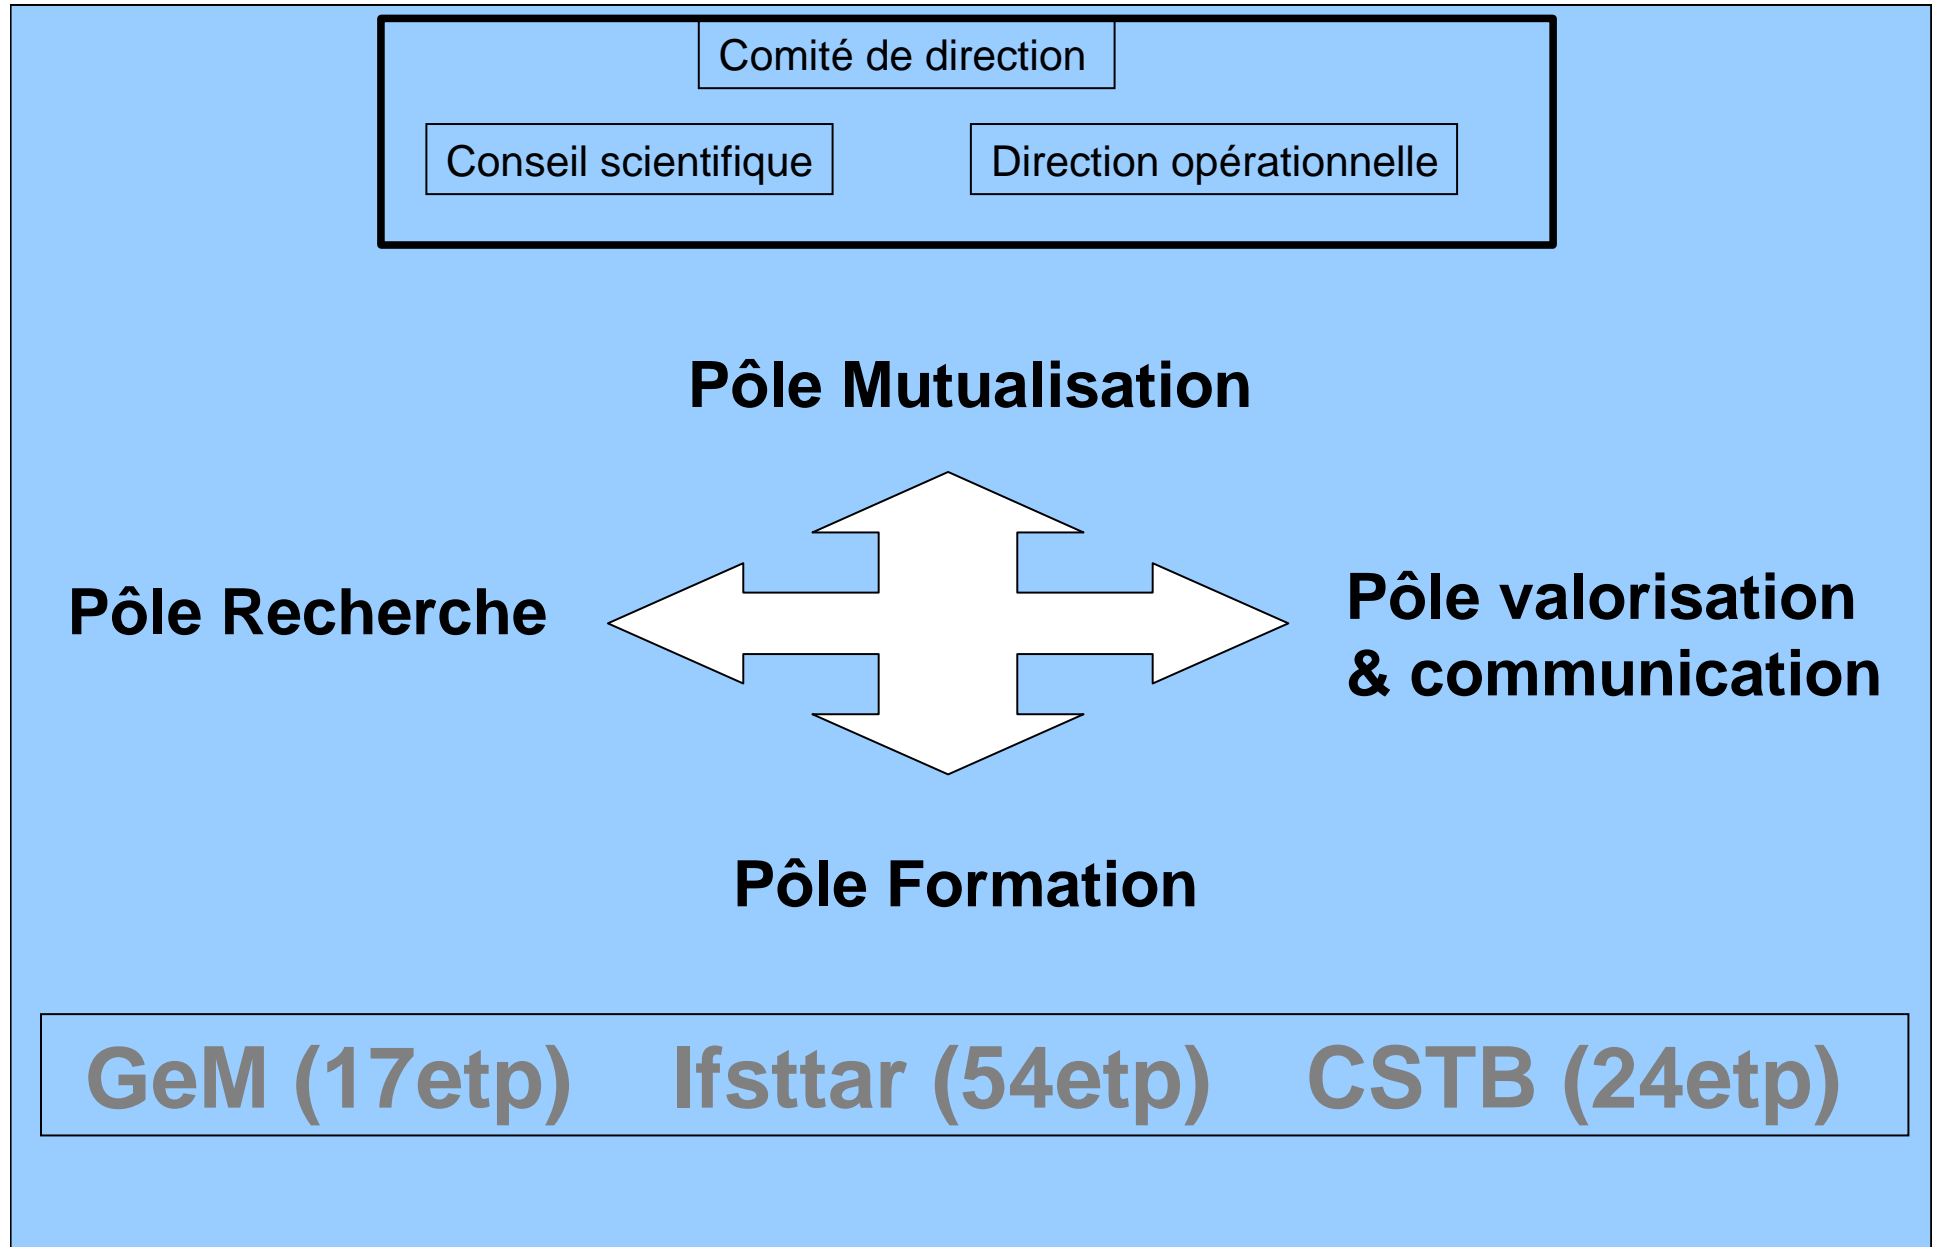 Comité de direction
Conseil scientifique
Direction opérationnelle
Pôle Mutualisation
Pôle Recherche
Pôle valorisation
& communication
Pôle Formation
GeM (17etp) Ifsttar (54etp) CSTB (24etp)